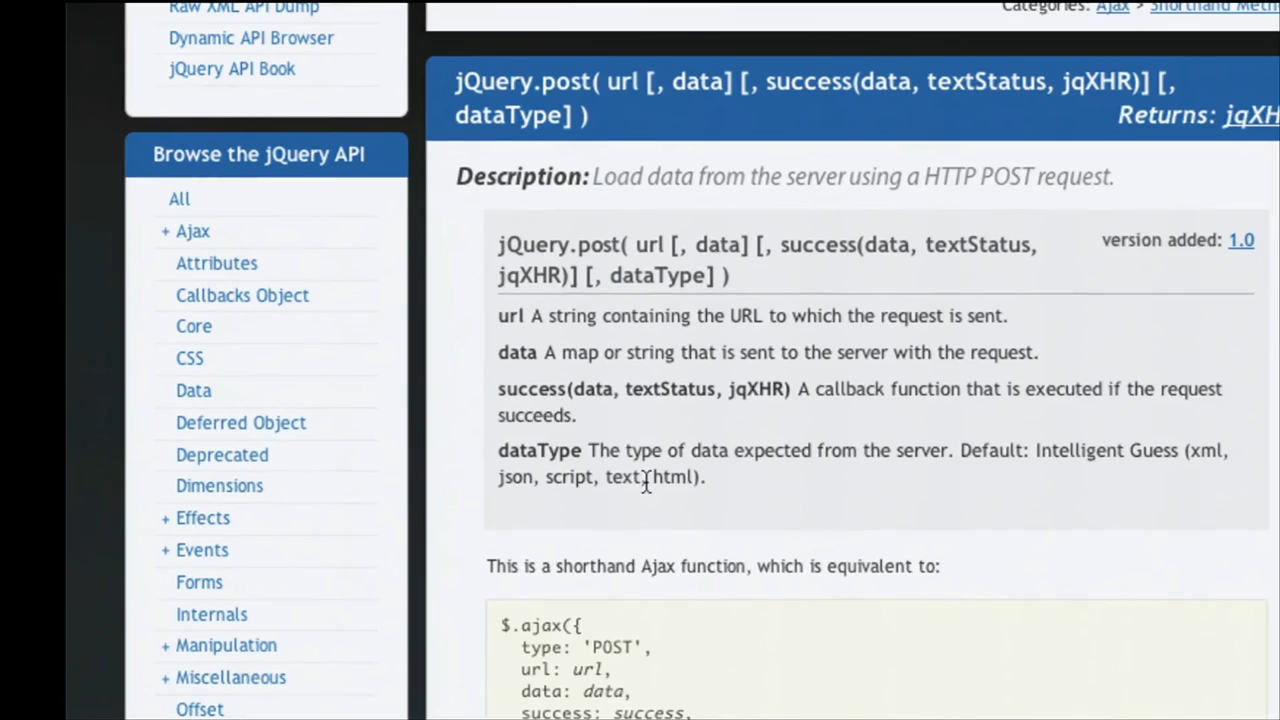 Raw XML API Dump
Dynamic API Browser
jQuery API Book
Browse the jQuery API
All
+ Ajax
Attributes
Callbacks Object
Core
CSS
Data
Deferred Object
Deprecated
Dimensions
+ Effects
+ Events
Forms
Internals
+ Manipulation
+ Miscellaneous
Offset
Categories: Ajax > Shorthand Meth
jQuery.post( url [, data] [, success(data, textStatus, jqXHR)] [,
dataType] )
Returns: jqXH
Description: Load data from the server using a HTTP POST request.
jQuery.post( url [, data] [, success(data, textStatus,
jqXHR)] [, dataType] )
version added: 1.0
url A string containing the URL to which the request is sent.
data A map or string that is sent to the server with the request.
success(data, textStatus, jqXHR) A callback function that is executed if the request
succeeds.
dataType The type of data expected from the server. Default: Intelligent Guess (xml,
json, script, text, html).
This is a shorthand Ajax function, which is equivalent to:
$.ajax({
type: 'POST',
url: url,
data: data,
success: success,